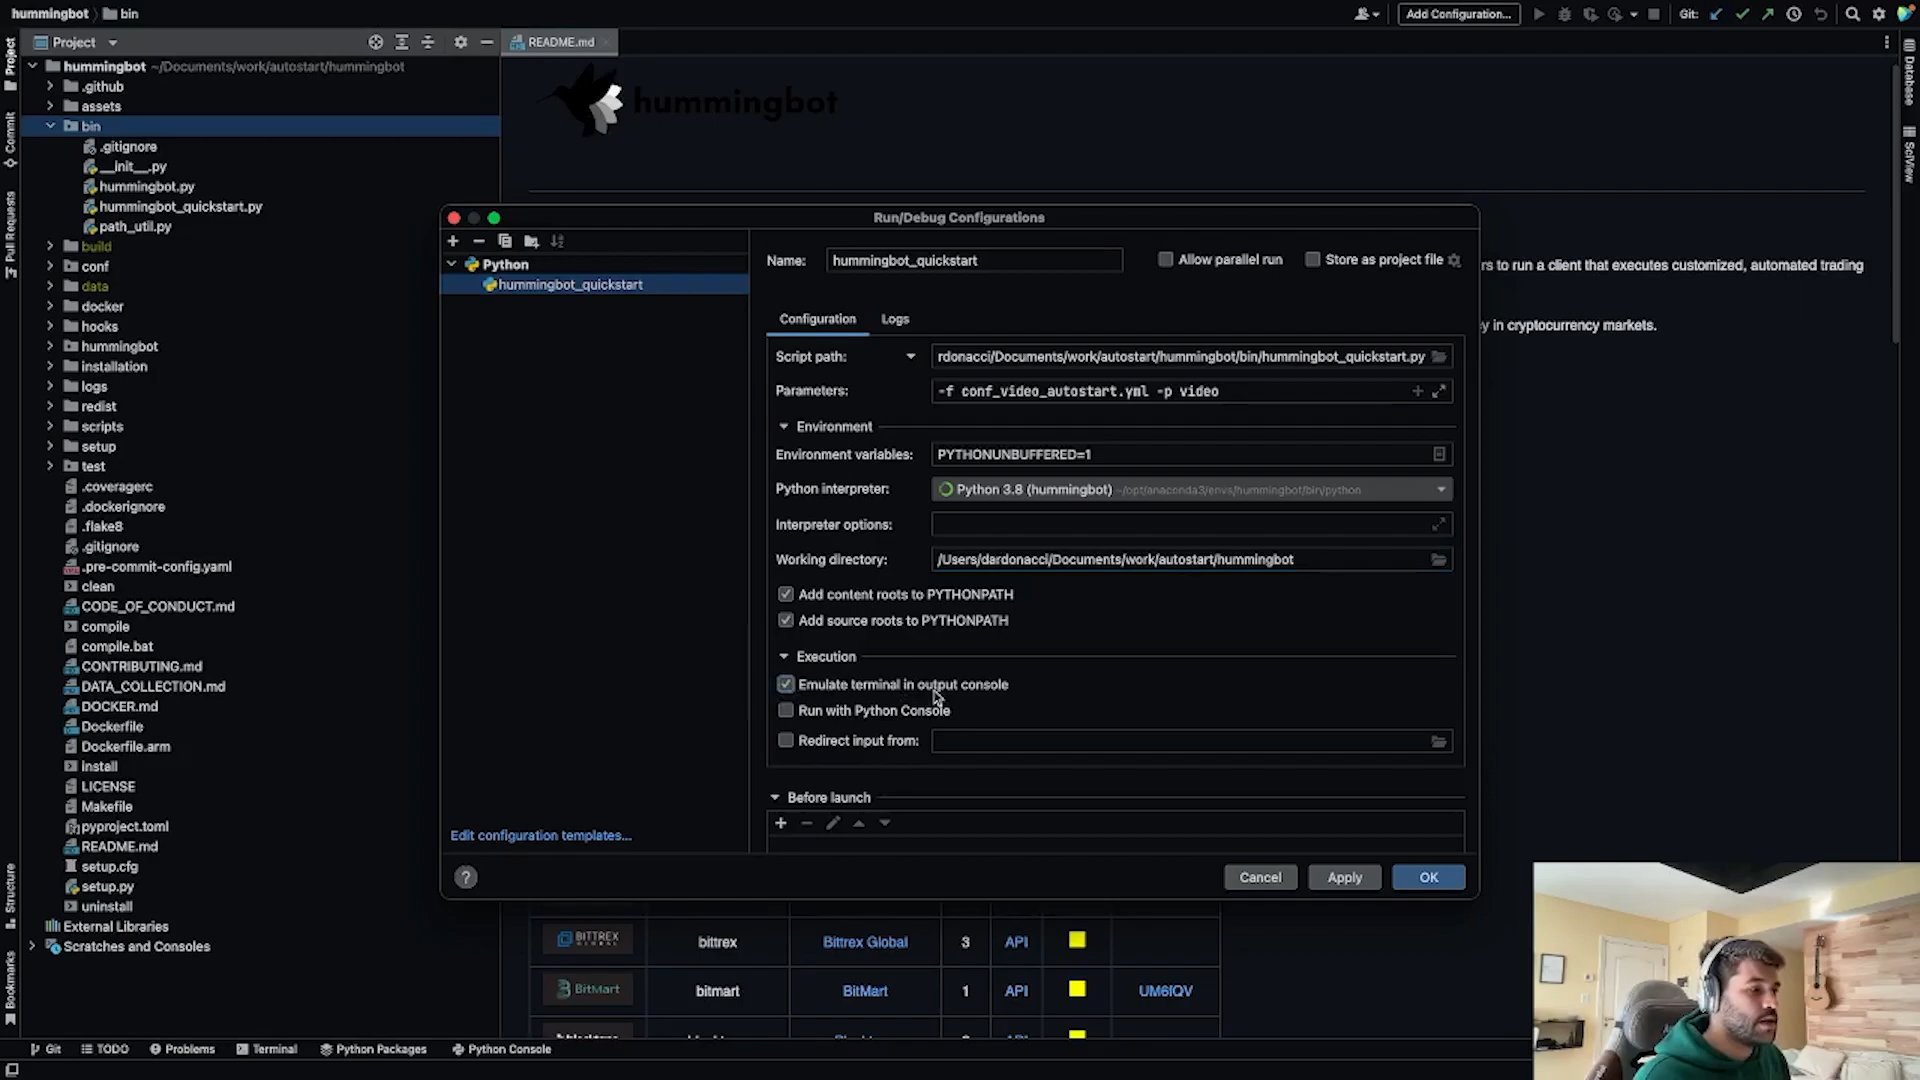 hummingbot
bin
Add Configuration...
Git:
Project
README.md
hummingbot ~/Documents/work/autostart/hummingbot
.github
assets
bin
.gitignore
__init__.py
hummingbot.py
hummingbot_quickstart.py
path_util.py
build
conf
data
docker
hooks
hummingbot
installation
logs
redist
scripts
setup
test
.coveragerc
.dockerignore
.flake8
.gitignore
.pre-commit-config.yaml
clean
CODE_OF_CONDUCT.md
compile
compile.bat
CONTRIBUTING.md
DATA_COLLECTION.md
DOCKER.md
Dockerfile
Dockerfile.arm
install
LICENSE
Makefile
pyproject.toml
README.md
setup.cfg
setup.py
uninstall
External Libraries
Scratches and Consoles
Project
Commit
Pull Requests
Structure
Bookmarks
hummingbot
rs to run a client that executes customized, automated trading
y in cryptocurrency markets.
Run/Debug Configurations
Python
hummingbot_quickstart
Edit configuration templates...
Name: hummingbot_quickstart
Allow parallel run
Store as project file
Configuration
Logs
Script path: rdonacci/Documents/work/autostart/hummingbot/bin/hummingbot_quickstart.py
Parameters: -f conf_video_autostart.yml -p video
Environment
Environment variables: PYTHONUNBUFFERED=1
Python interpreter: Python 3.8 (hummingbot) ~/opt/anaconda3/envs/hummingbot/bin/python
Interpreter options:
Working directory: /Users/dardonacci/Documents/work/autostart/hummingbot
Add content roots to PYTHONPATH
Add source roots to PYTHONPATH
Execution
Emulate terminal in output console
Run with Python Console
Redirect input from:
Before launch
?
Cancel
Apply
OK
BITTREX GLOBAL bittrex Bittrex Global 3 API
BitMart bitmart BitMart 1 API UM6IQV
Database
SciView
Git
TODO
Problems
Terminal
Python Packages
Python Console